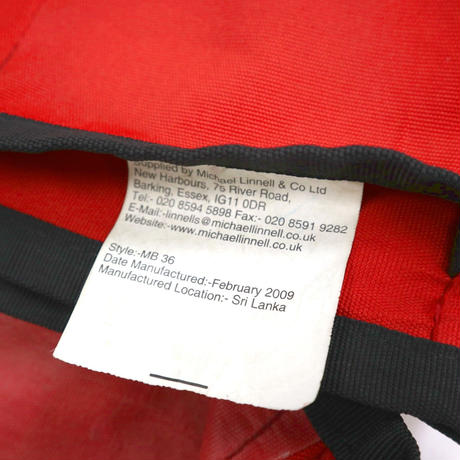 Supplied by Michael Linnell & Co Ltd
New Harbours, 75 River Road,
Barking, Essex, IG11 0DR
Tel:- 020 8594 5898 Fax:- 020 8591 9282
E-Mail:-linnells@michaellinnell.co.uk
Website:-www.michaellinnell.co.uk
Style:-MB 36
Date Manufactured:-February 2009
Manufactured Location:- Sri Lanka